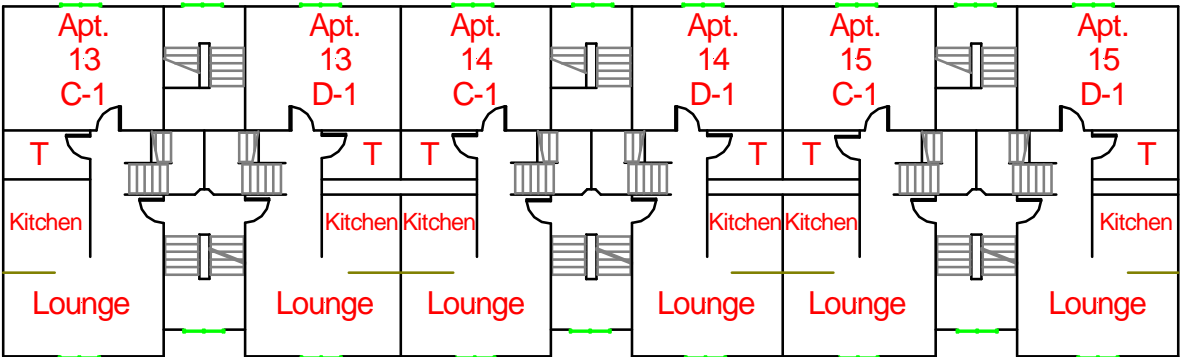 Apt.
13
C-1
Apt.
13
D-1
Apt.
14
C-1
Apt.
14
D-1
Apt.
15
C-1
Apt.
15
D-1
T
T
T
T
T
T
Kitchen
Kitchen
Kitchen
Kitchen
Kitchen
Kitchen
Lounge
Lounge
Lounge
Lounge
Lounge
Lounge